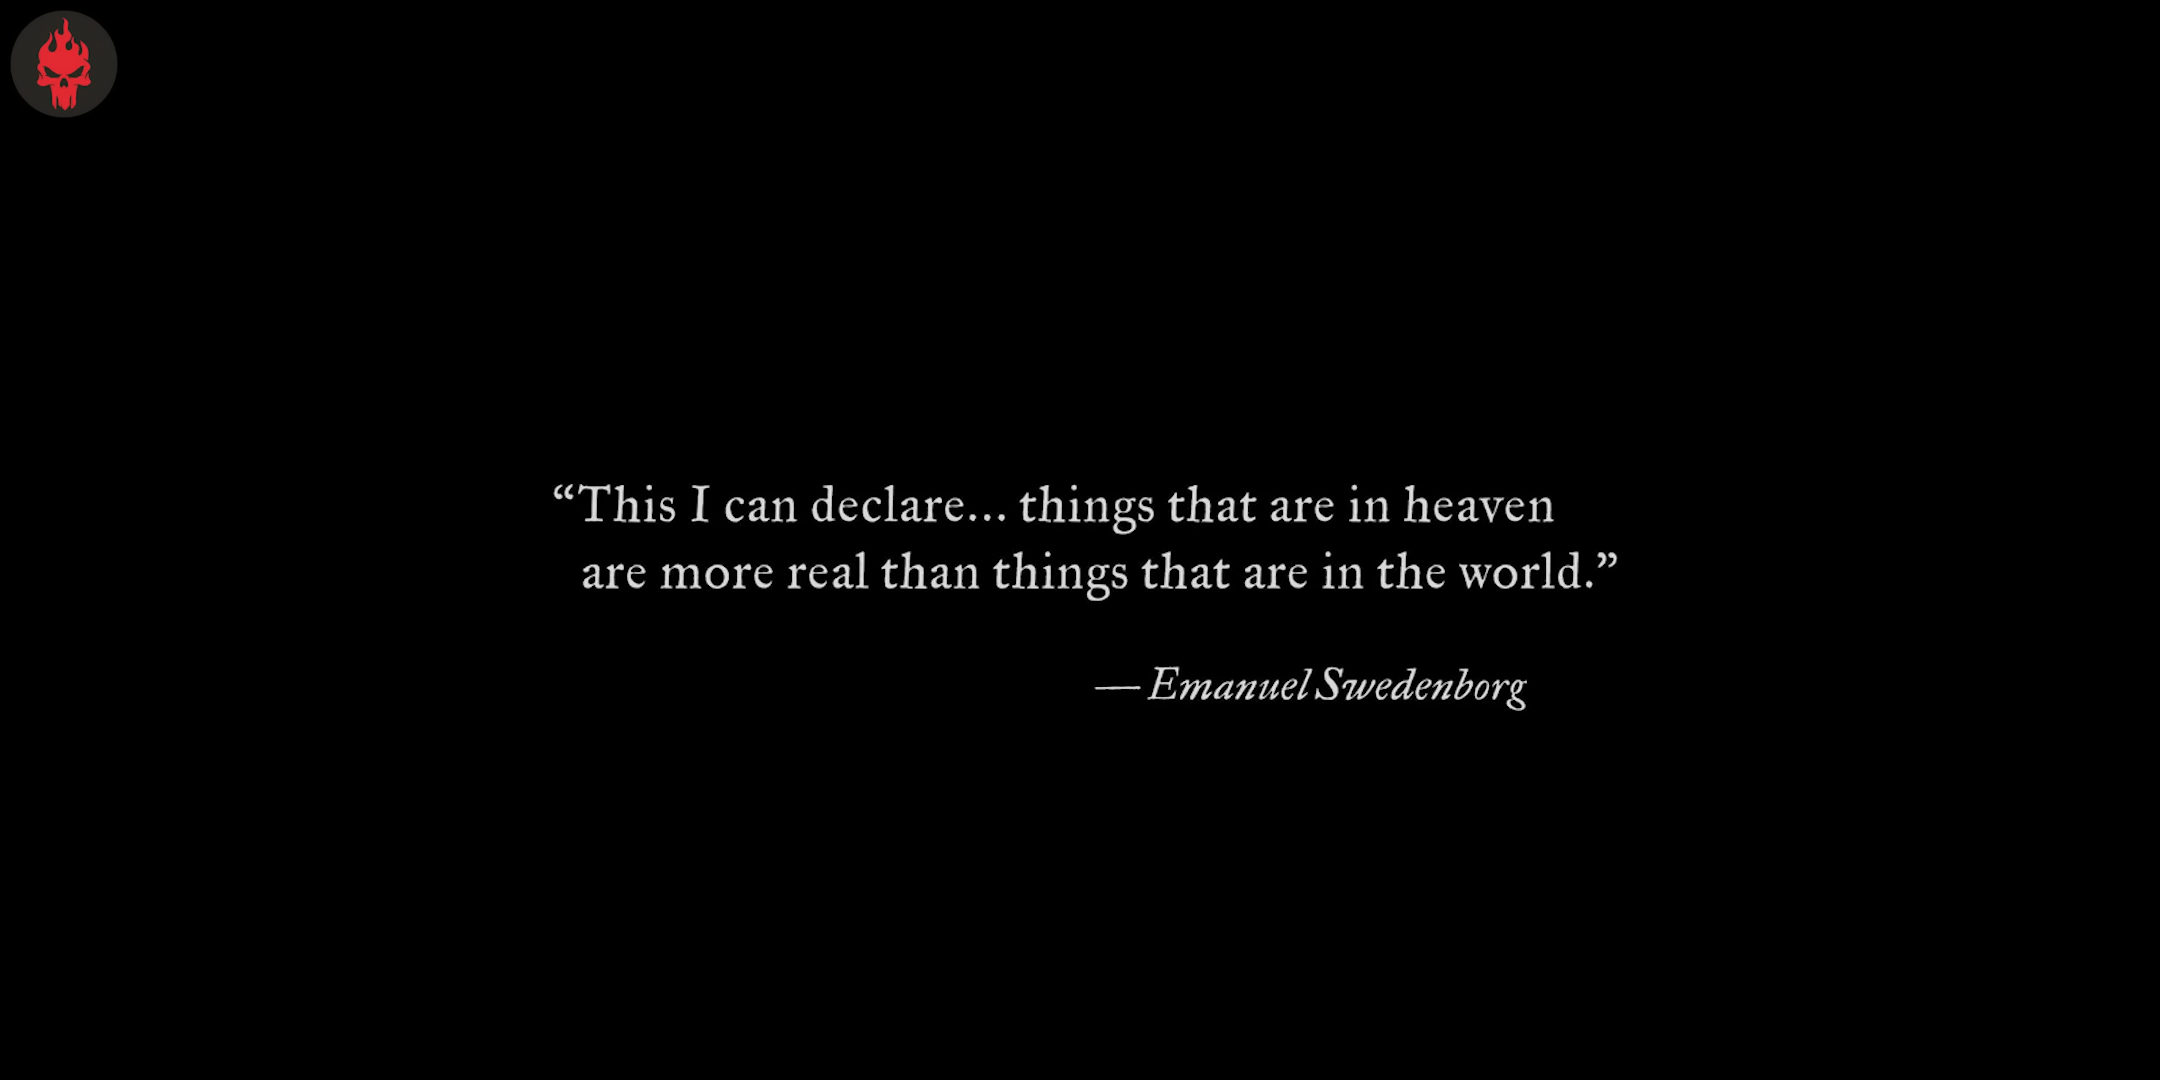 “This I can declare... things that are in heaven
are more real than things that are in the world.”
— Emanuel Swedenborg